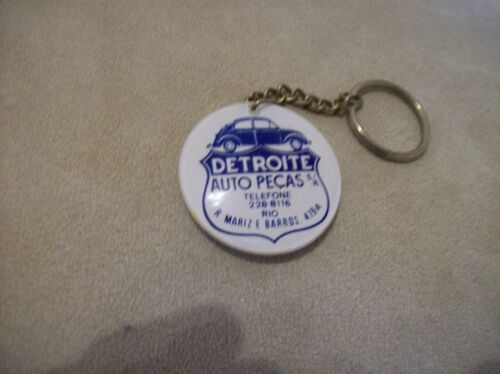 DETROITE
AUTO PEÇAS S/A
TELEFONE
228-8116
RIO
R. MARIZ E BARROS, 419A